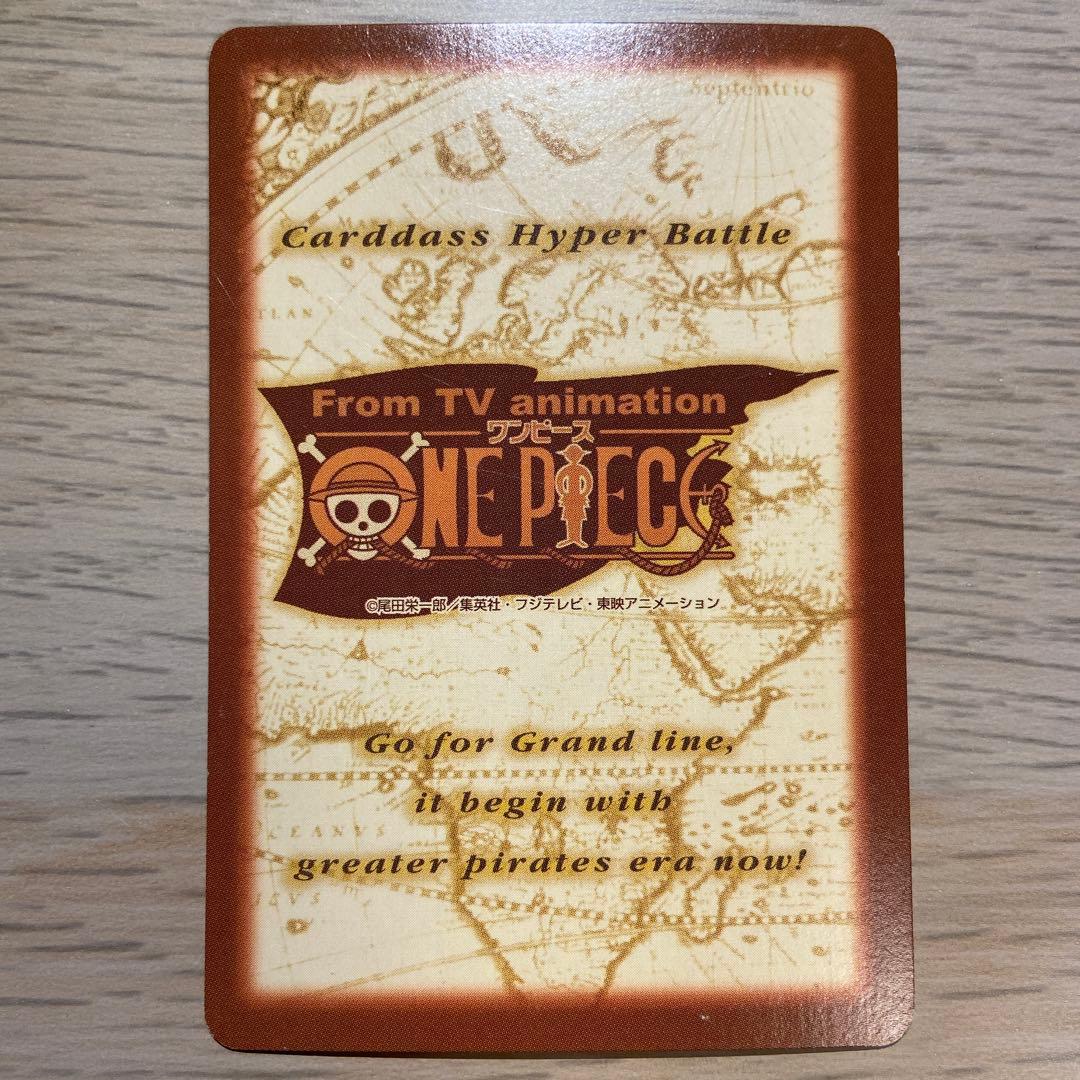 Septentrio
Carddass Hyper Battle
From TV animation
ワンピース
ONE PIECE
©尾田栄一郎／集英社・フジテレビ・東映アニメーション
Go for Grand line,
it begin with
CEANVS
greater pirates era now!